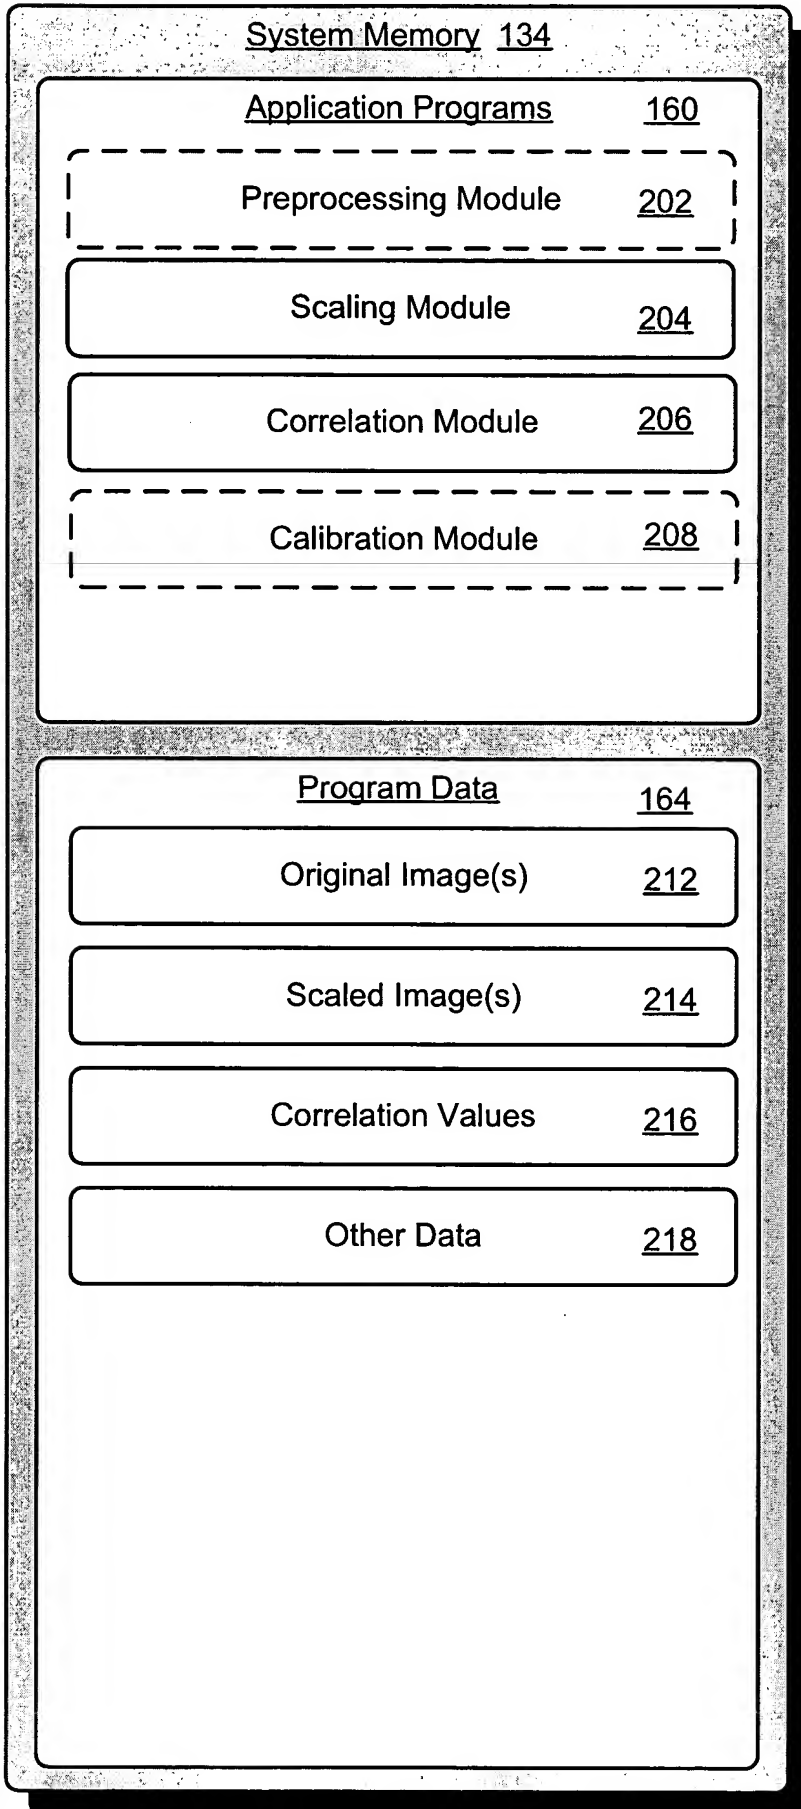 System Memory 134
Application Programs 160
Preprocessing Module 202
Scaling Module 204
Correlation Module 206
Calibration Module 208
Program Data 164
Original Image(s) 212
Scaled Image(s) 214
Correlation Values 216
Other Data 218